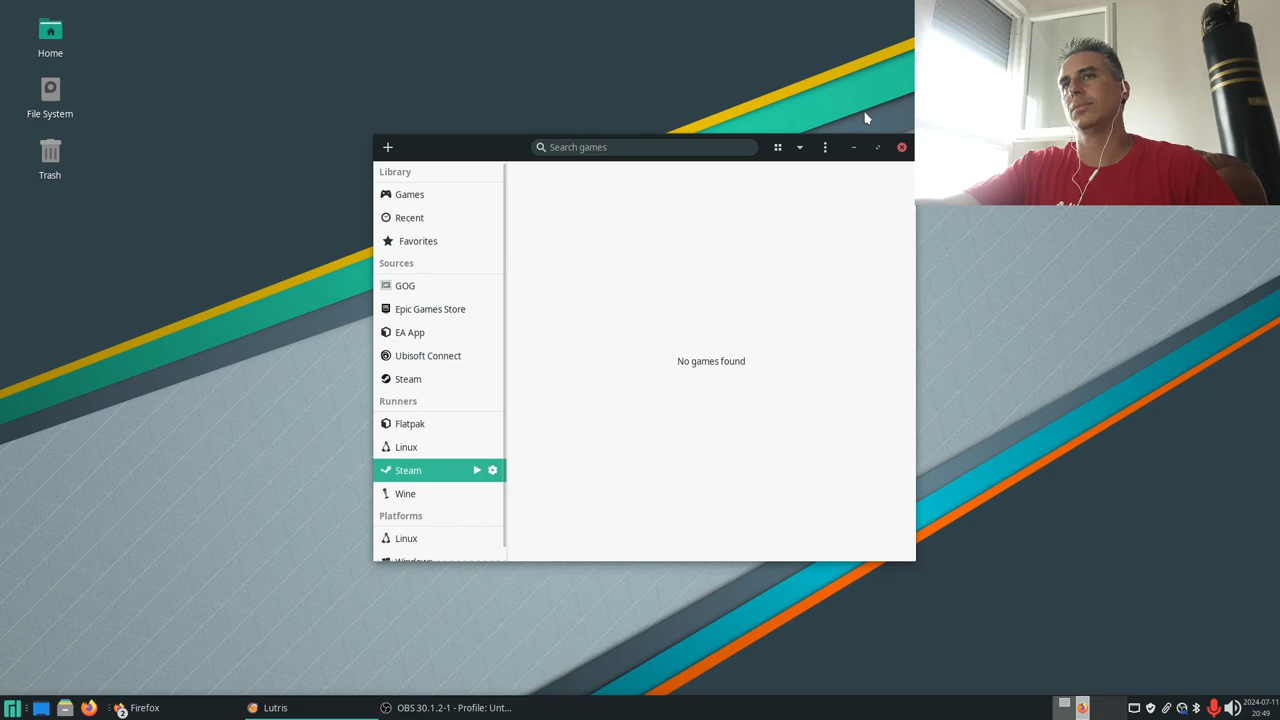 Home
File System
Trash
Search games
Library
Games
Recent
Favorites
Sources
GOG
Epic Games Store
EA App
Ubisoft Connect
Steam
Runners
Flatpak
Linux
Steam
Wine
Platforms
Linux
Windows
No games found
2
Firefox
Lutris
OBS 30.1.2-1 - Profile: Unt...
2024-07-11
20:49